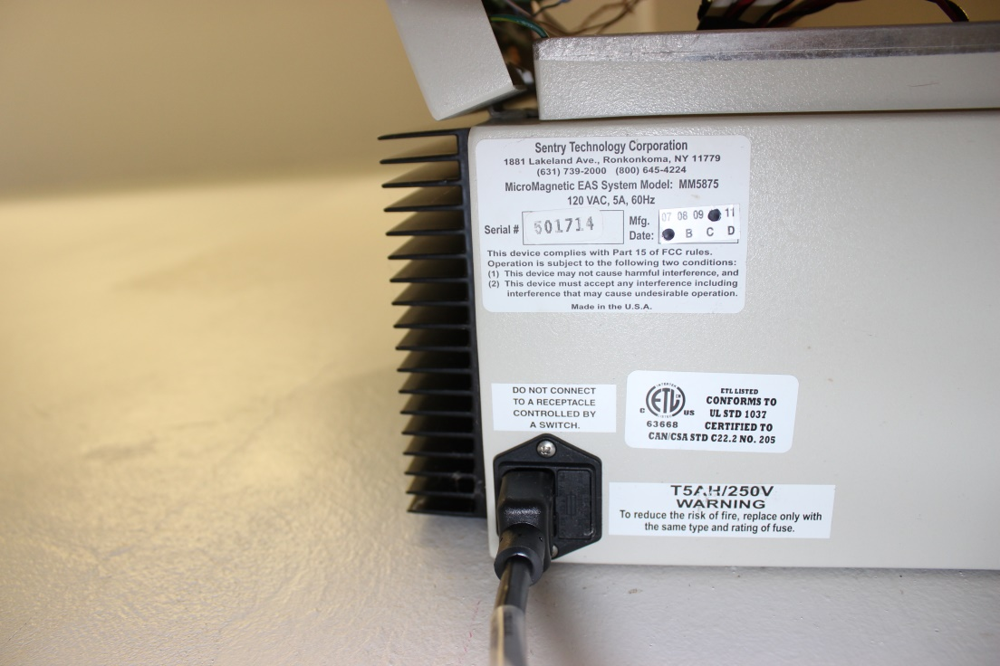 Sentry Technology Corporation
1881 Lakeland Ave., Ronkonkoma, NY 11779
(631) 739-2000 (800) 645-4224
MicroMagnetic EAS System Model: MM5875
120 VAC, 5A, 60Hz
Serial # 501714 Mfg. Date: 07 08 09 11
B C D
This device complies with Part 15 of FCC rules.
Operation is subject to the following two conditions:
(1) This device may not cause harmful interference, and
(2) This device must accept any interference including
interference that may cause undesirable operation.
Made in the U.S.A.
DO NOT CONNECT
TO A RECEPTACLE
CONTROLLED BY
A SWITCH.
INTERTEK
ETL CM
LISTED
C US
63668
ETL LISTED
CONFORMS TO
UL STD 1037
CERTIFIED TO
CAN/CSA STD C22.2 NO. 205
T5AH/250V
WARNING
To reduce the risk of fire, replace only with
the same type and rating of fuse.